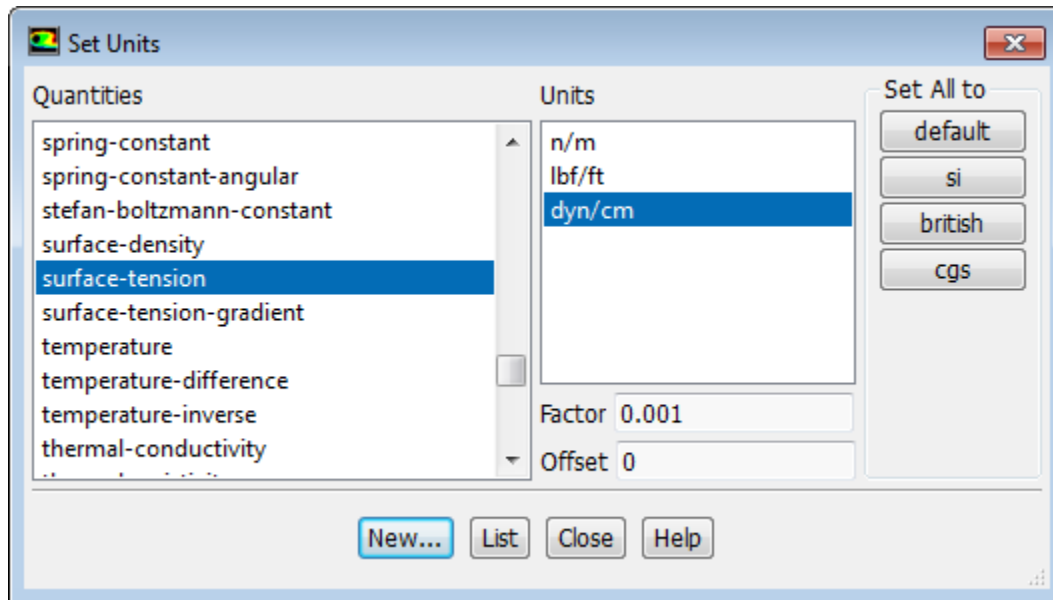 Set Units
Quantities
spring-constant
spring-constant-angular
stefan-boltzmann-constant
surface-density
surface-tension
surface-tension-gradient
temperature
temperature-difference
temperature-inverse
thermal-conductivity
Units
n/m
lbf/ft
dyn/cm
Factor 0.001
Offset 0
Set All to
default
si
british
cgs
New... List Close Help